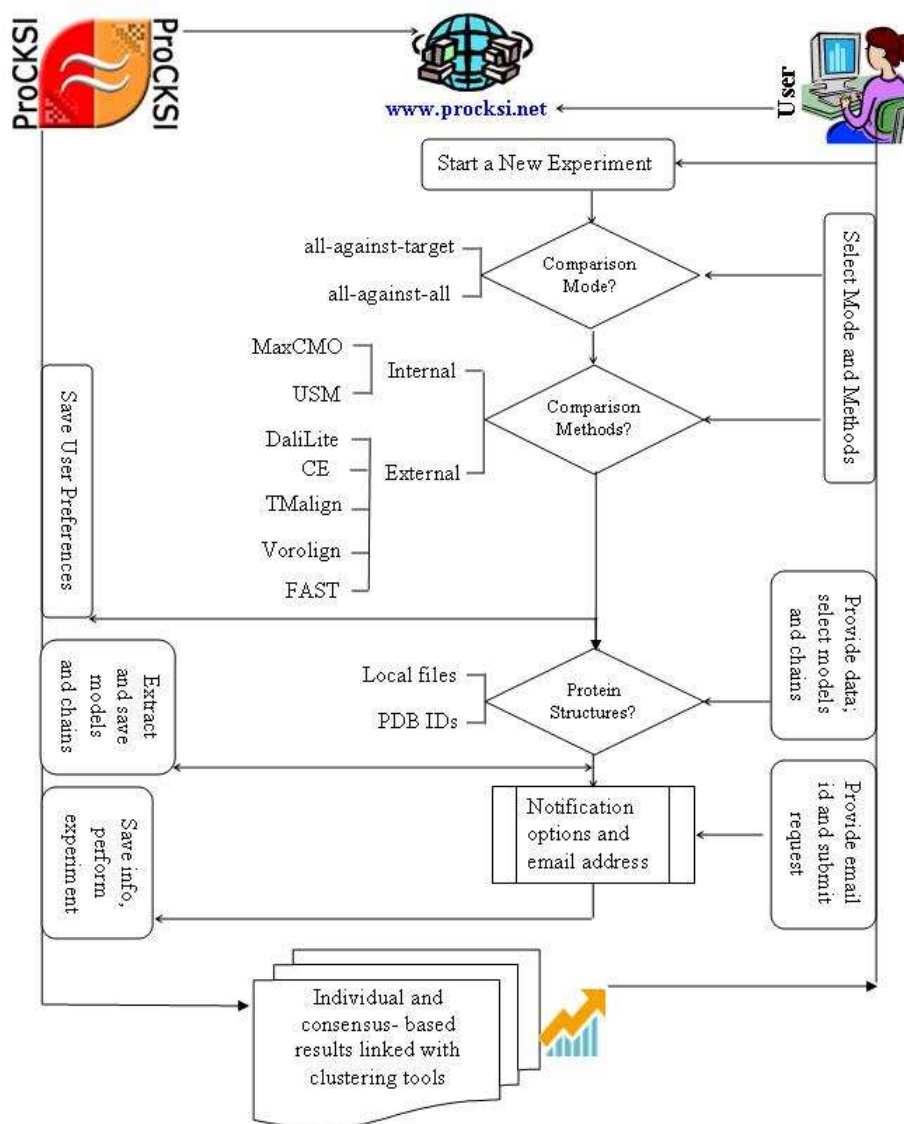 ProCKSI
ProCKSI
www.procksi.net
User
Start a New Experiment
all-against-target
all-against-all
Comparison
Mode?
Select Mode and Methods
MaxCMO
USM
Internal
Comparison
Methods?
DaliLite
CE
TMalign
Vorolign
FAST
External
Save User Preferences
Local files
PDB IDs
Protein
Structures?
Provide data;
select models
and chains
Extract
and save
models
and chains
Notification
options and
email address
Provide email
id and submit
request
Save info,
perform
experiment
Individual and
consensus- based
results linked with
clustering tools